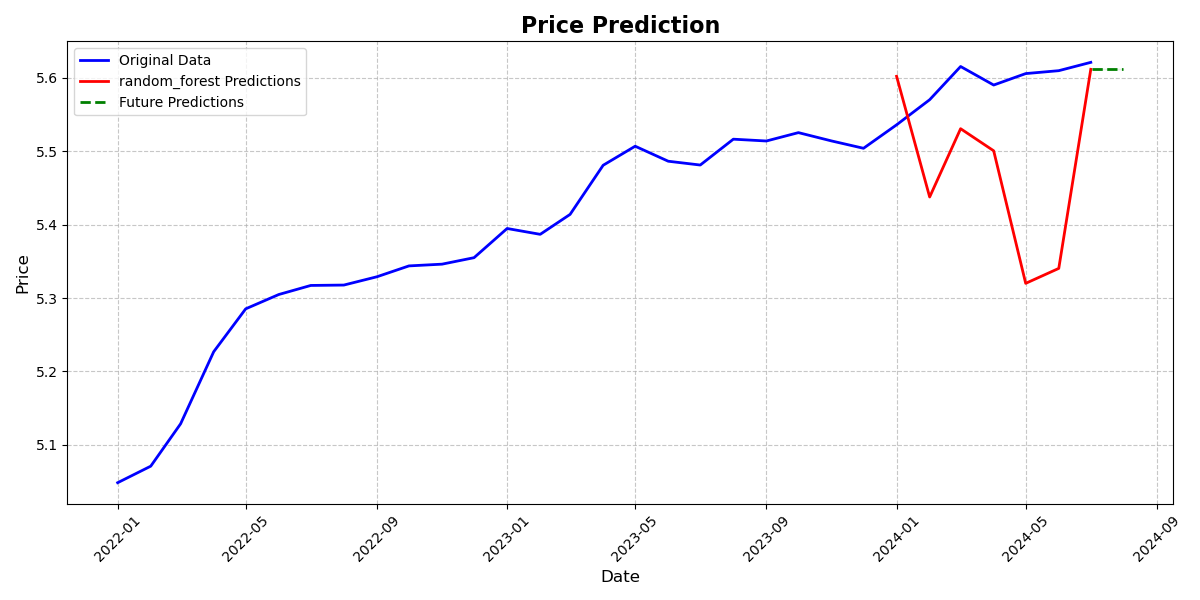 Price Prediction
Original Data
random_forest Predictions
Future Predictions
Price
5.6
5.5
5.4
5.3
5.2
5.1
2022-01
2022-05
2022-09
2023-01
2023-05
2023-09
2024-01
2024-05
2024-09
Date